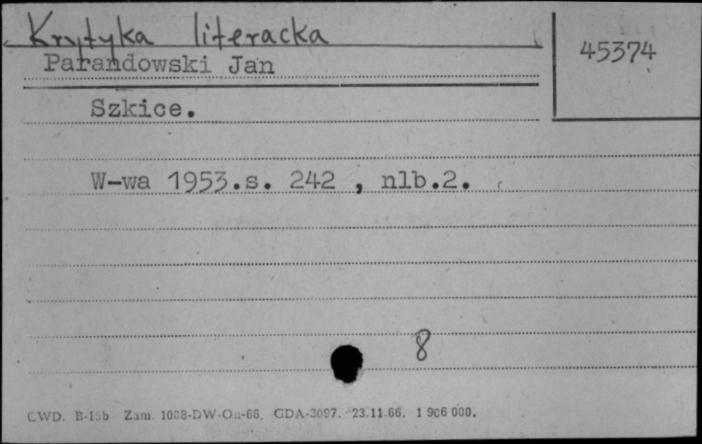 Krytyka literacka
45374
Parandowski Jan
Szkice.
W-wa 1953.s. 242 , nlb.2.
8
CWD. B-15b Zam. 1088-DW-On-66, GDA-3097. 23.11.66. 1 906 000.